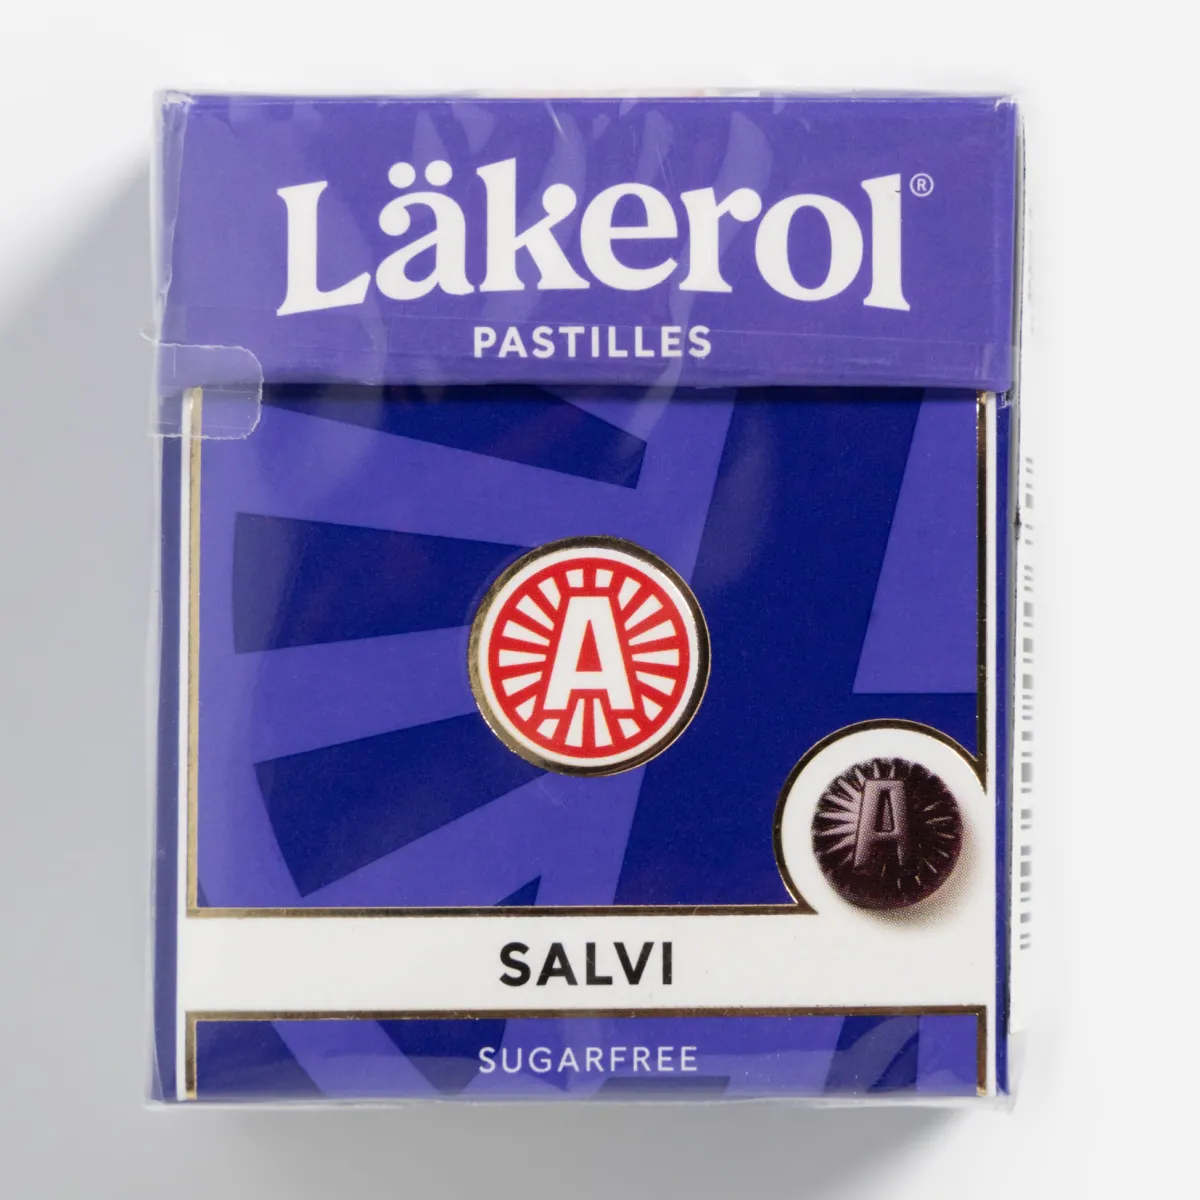 Läkerol®
PASTILLES
A
A
SALVI
SUGARFREE